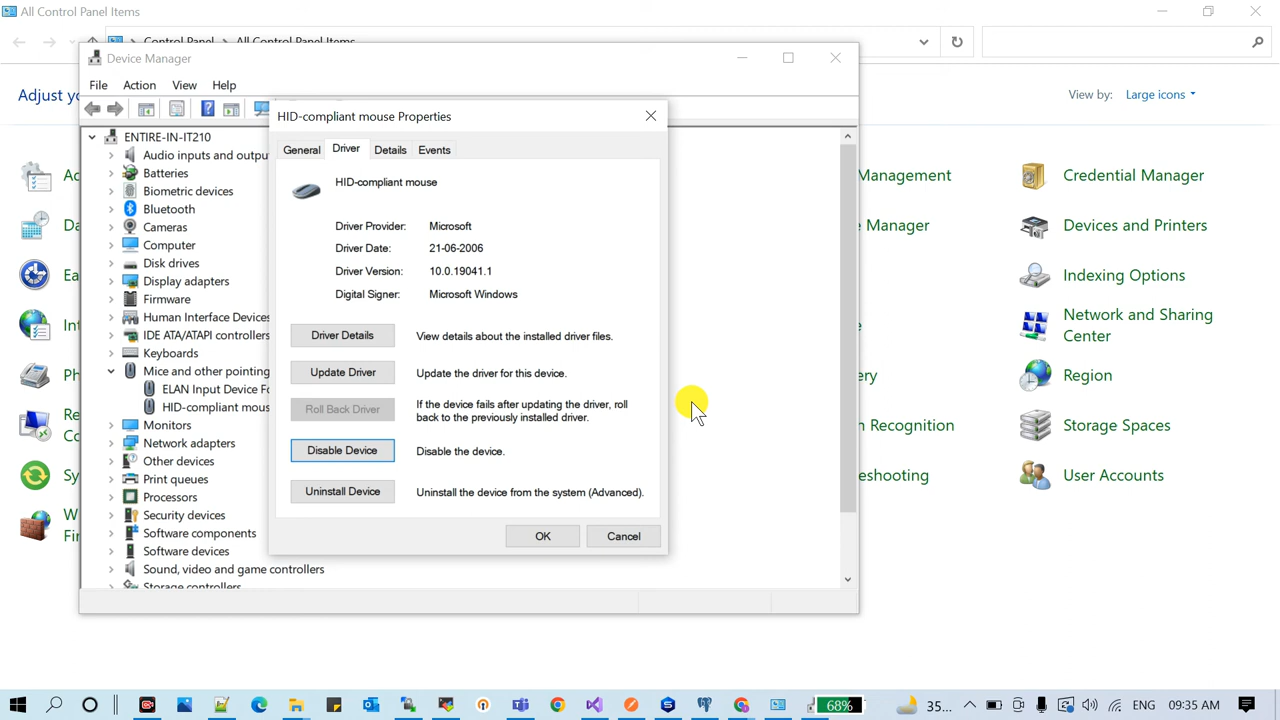 All Control Panel Items
Control Panel
All Control Panel Items
Device Manager
File Action View Help
Adjust
View by: Large icons
HID-compliant mouse Properties
General Driver Details Events
HID-compliant mouse
Driver Provider: Microsoft
Driver Date: 21-06-2006
Driver Version: 10.0.19041.1
Digital Signer: Microsoft Windows
Driver Details View details about the installed driver files.
Update Driver Update the driver for this device.
Roll Back Driver If the device fails after updating the driver, roll
back to the previously installed driver.
Disable Device Disable the device.
Uninstall Device Uninstall the device from the system (Advanced).
OK Cancel
ENTIRE-IN-IT210
Audio inputs and
Batteries
Biometric devices
Bluetooth
Cameras
Computer
Disk drives
Display adapters
Firmware
Human Interface Devices
IDE ATA/ATAPI controllers
Keyboards
Mice and other pointing
ELAN Input Device
HID-compliant
Monitors
Network adapters
Other devices
Print queues
Processors
Security devices
Software components
Software devices
Sound, video and game controllers
Storage controllers
Management
Manager
Recognition
Credential Manager
Devices and Printers
Indexing Options
Network and Sharing
Center
Region
Storage Spaces
User Accounts
68%
35...
ENG
09:35 AM